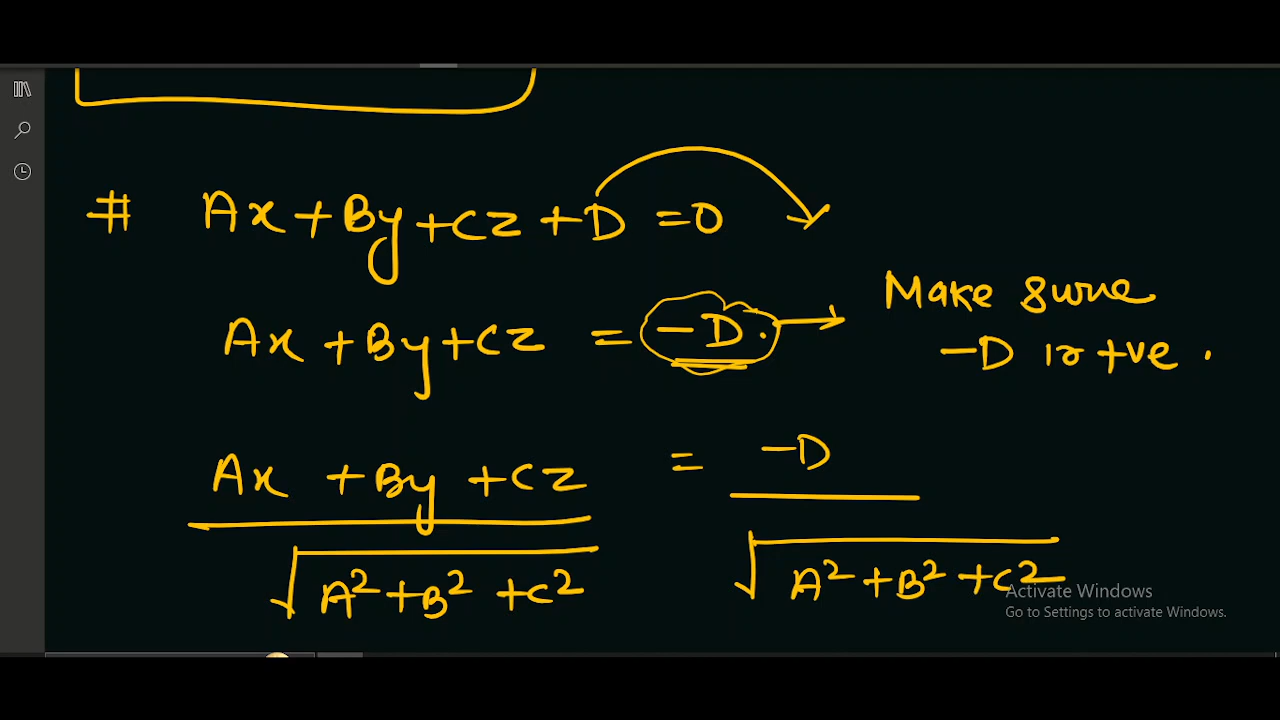 # Ax + By + Cz + D = 0
Ax + By + Cz = -D. → Make sure
-D is +ve.
Ax + By + Cz / √(A² + B² + C²) = -D / √(A² + B² + C²)
Activate Windows
Go to Settings to activate Windows.